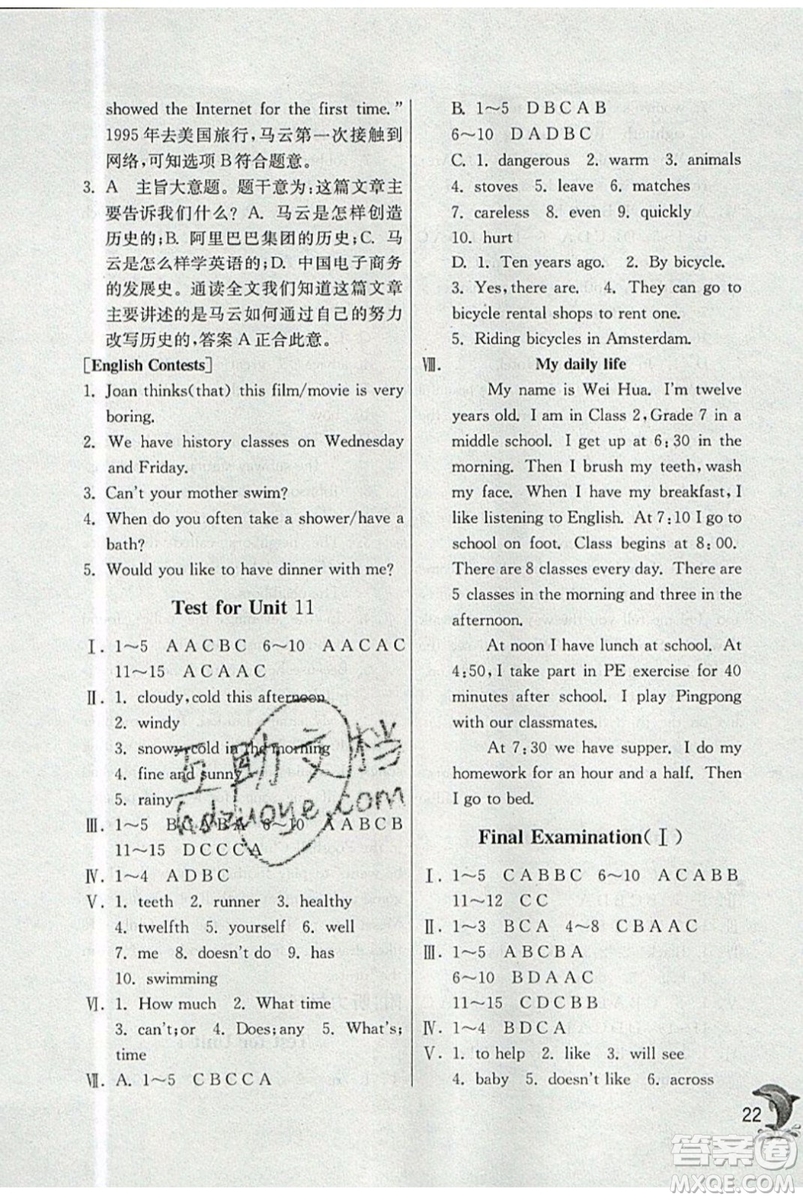 showed the Internet for the first time.”
1995年去美国旅行，马云第一次接触到
网络，可知选项B符合题意。
3. A 主旨大意题。题干意为：这篇文章主
要告诉我们什么？A. 马云是怎样创造
历史的；B. 阿里巴巴集团的历史；C. 马
云是怎么样学英语的；D. 中国电子商务
的发展史。通读全文我们知道这篇文章
主要讲述的是马云如何通过自己的努力
改写历史的，答案A正合此意。
[English Contests]
1. Joan thinks(that) this film/movie is very
boring.
2. We have history classes on Wednesday
and Friday.
3. Can't your mother swim?
4. When do you often take a shower/have a
bath?
5. Would you like to have dinner with me?
Test for Unit 11
Ⅰ. 1～5 A A C B C 6～10 A A C A C
11～15 A C A A C
Ⅱ. 1. cloudy,cold this afternoon
2. windy
3. snowy,cold in the morning
4. fine and sunny
5. rainy
Ⅲ. 1～5 B C A B A 6～10 A A B C B
11～15 D C C C A
Ⅳ. 1～4 A D B C
Ⅴ. 1. teeth 2. runner 3. healthy
4. twelfth 5. yourself 6. well
7. me 8. doesn't do 9. has
10. swimming
Ⅵ. 1. How much 2. What time
3. can't;or 4. Does;any 5. What's;
time
Ⅶ. A. 1～5 C B C C A
B. 1～5 D B C A B
6～10 D A D B C
C. 1. dangerous 2. warm 3. animals
4. stoves 5. leave 6. matches
7. careless 8. even 9. quickly
10. hurt
D. 1. Ten years ago. 2. By bicycle.
3. Yes, there are. 4. They can go to
bicycle rental shops to rent one.
5. Riding bicycles in Amsterdam.
Ⅷ. My daily life
My name is Wei Hua. I'm twelve
years old. I am in Class 2, Grade 7 in a
middle school. I get up at 6:30 in the
morning. Then I brush my teeth, wash
my face. When I have my breakfast, I
like listening to English. At 7:10 I go to
school on foot. Class begins at 8:00.
There are 8 classes every day. There are
5 classes in the morning and three in the
afternoon.
At noon I have lunch at school. At
4:50, I take part in PE exercise for 40
minutes after school. I play Pingpong
with our classmates.
At 7:30 we have supper. I do my
homework for an hour and a half. Then
I go to bed.
Final Examination(Ⅰ)
Ⅰ. 1～5 C A B B C 6～10 A C A B B
11～12 C C
Ⅱ. 1～3 B C A 4～8 C B A A C
Ⅲ. 1～5 A B C B A
6～10 B D A A C
11～15 C C B A C
Ⅳ. 1～4 B D C A
Ⅴ. 1. to help 2. like 3. will see
4. baby 5. doesn't like 6. across
22
互助文档
hdzuoye.com
答案圈
MXQE.COM